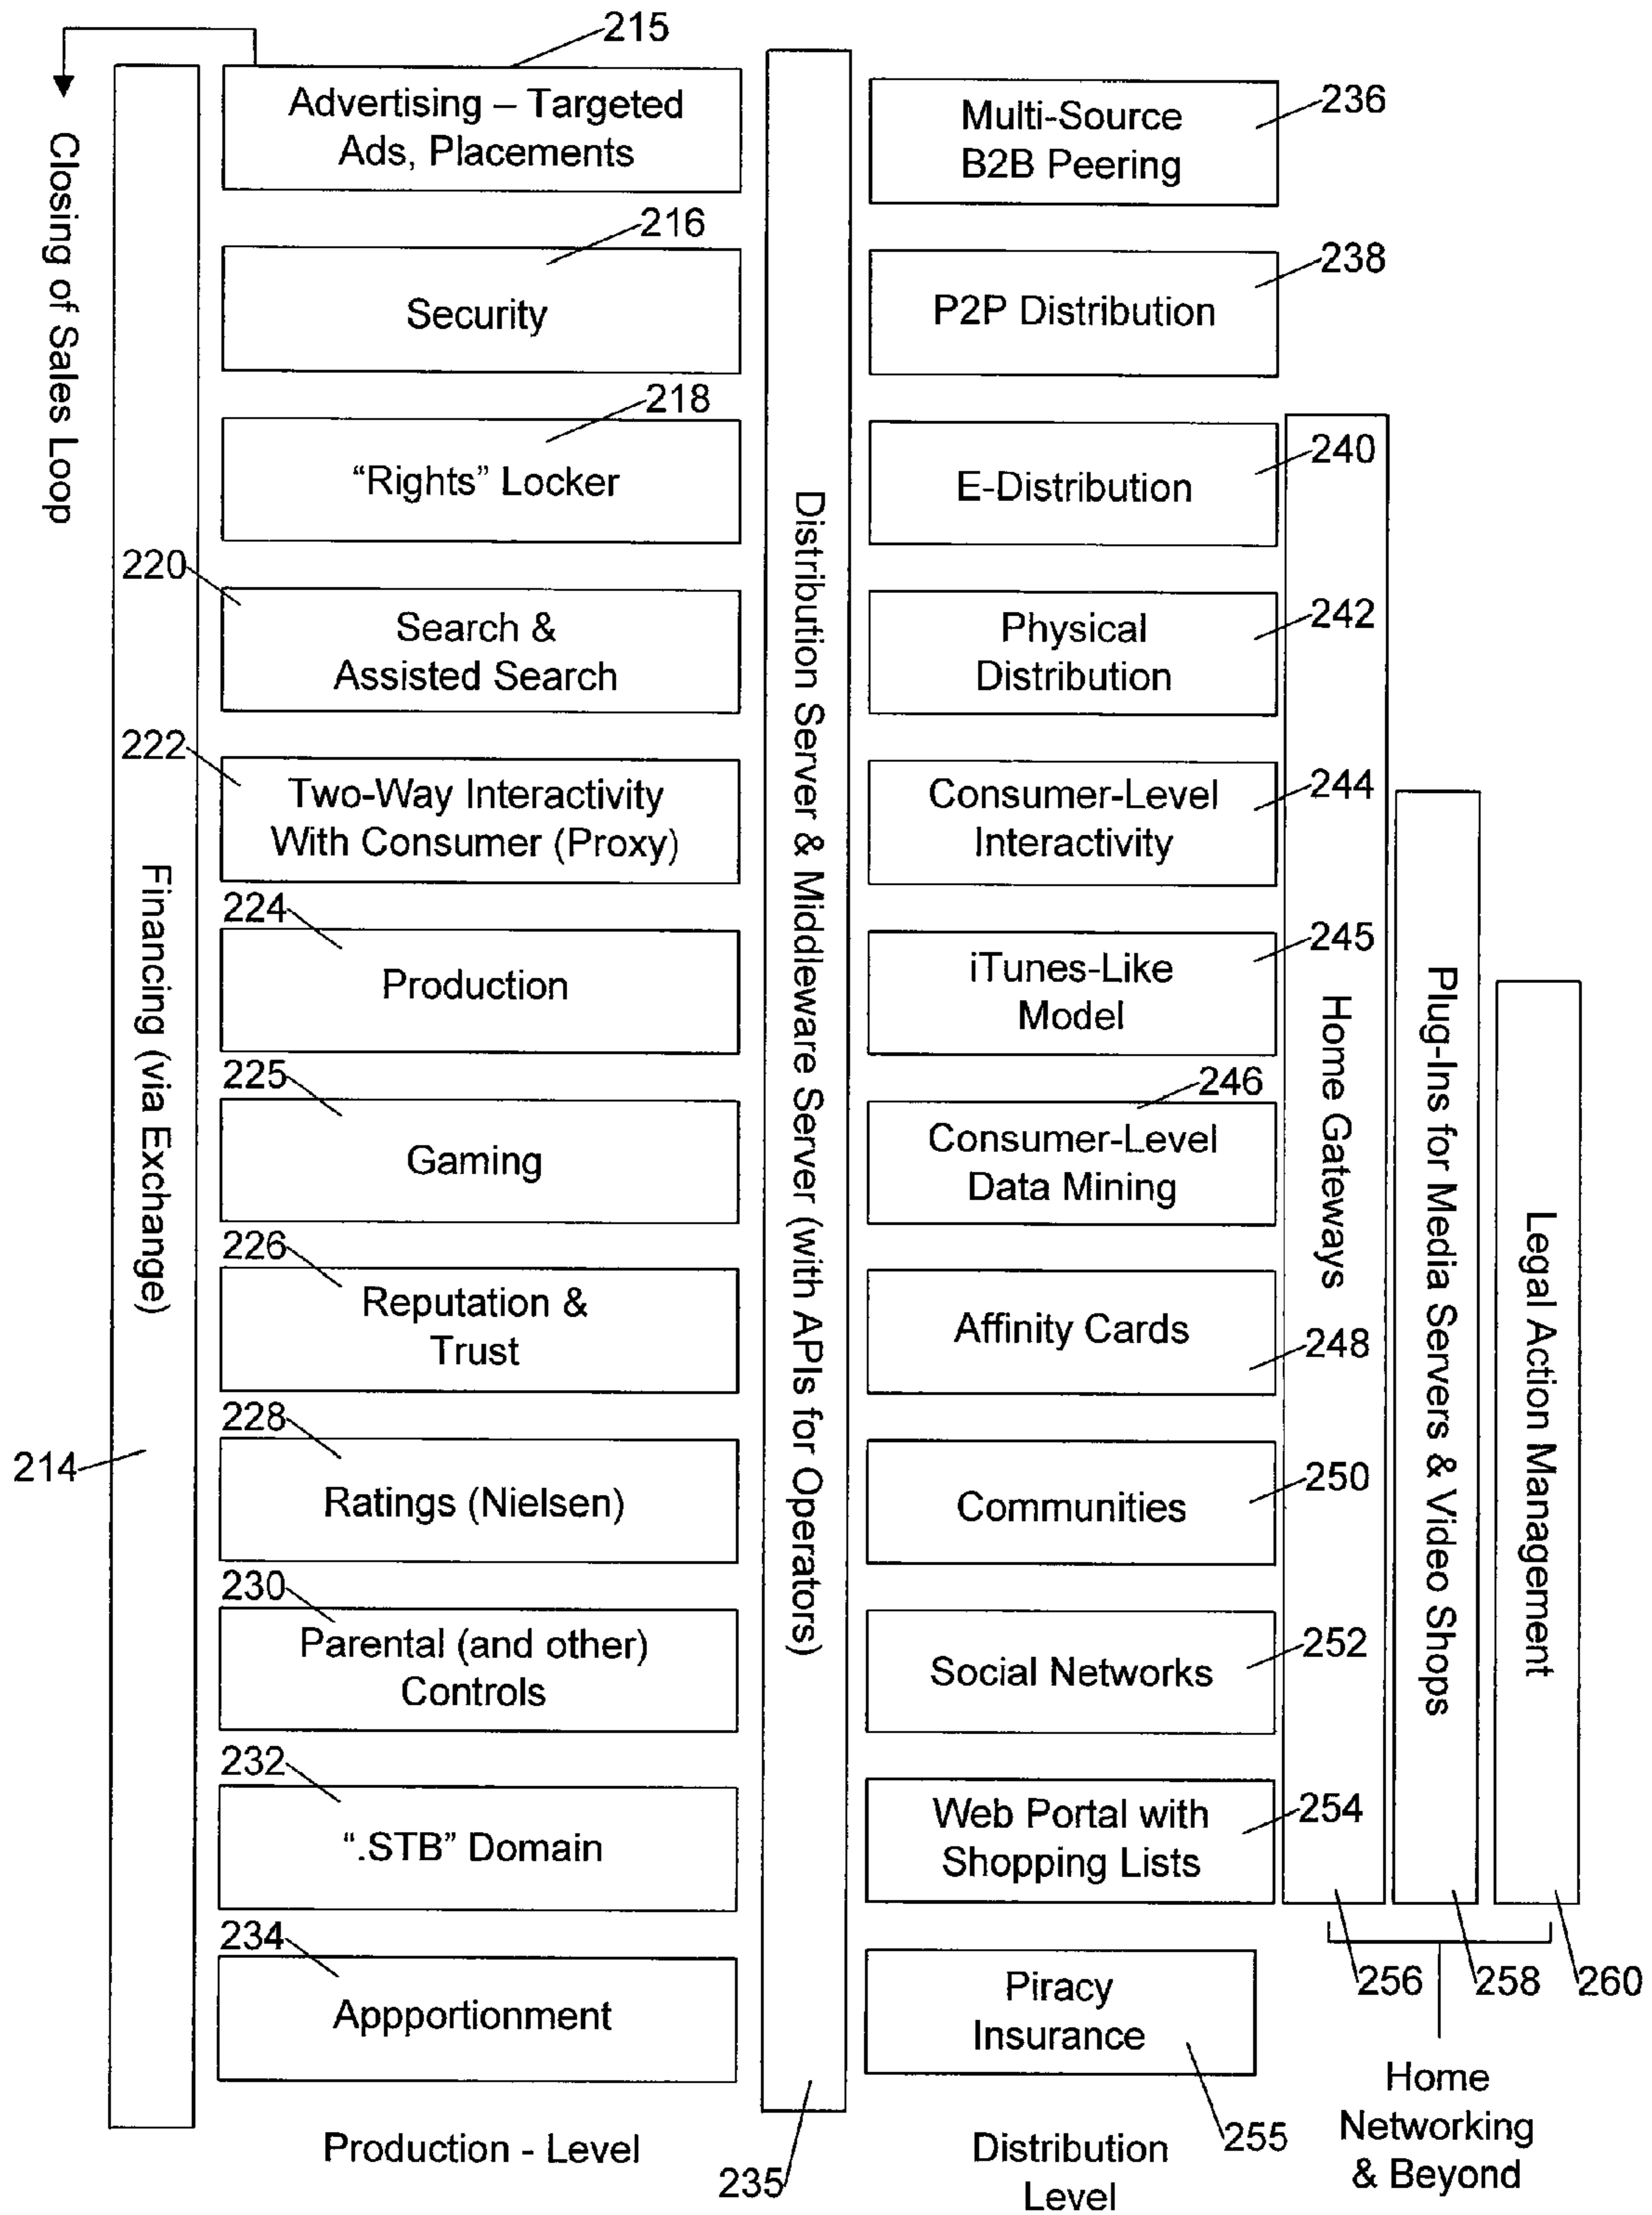 215
Advertising – Targeted
Ads, Placements
Closing of Sales Loop
Financing (via Exchange)
214
216
Security
218
“Rights” Locker
220
Search &
Assisted Search
222
Two-Way Interactivity
With Consumer (Proxy)
224
Production
225
Gaming
226
Reputation &
Trust
228
Ratings (Nielsen)
230
Parental (and other)
Controls
232
“.STB” Domain
234
Appportionment
Production - Level
Distribution Server & Middleware Server (with APIs for Operators)
235
236
Multi-Source
B2B Peering
238
P2P Distribution
240
E-Distribution
242
Physical
Distribution
244
Consumer-Level
Interactivity
245
iTunes-Like
Model
246
Consumer-Level
Data Mining
Affinity Cards
248
250
Communities
252
Social Networks
254
Web Portal with
Shopping Lists
Piracy
Insurance
255
Distribution
Level
Home Gateways
256
Plug-Ins for Media Servers & Video Shops
258
Legal Action Management
260
Home
Networking
& Beyond